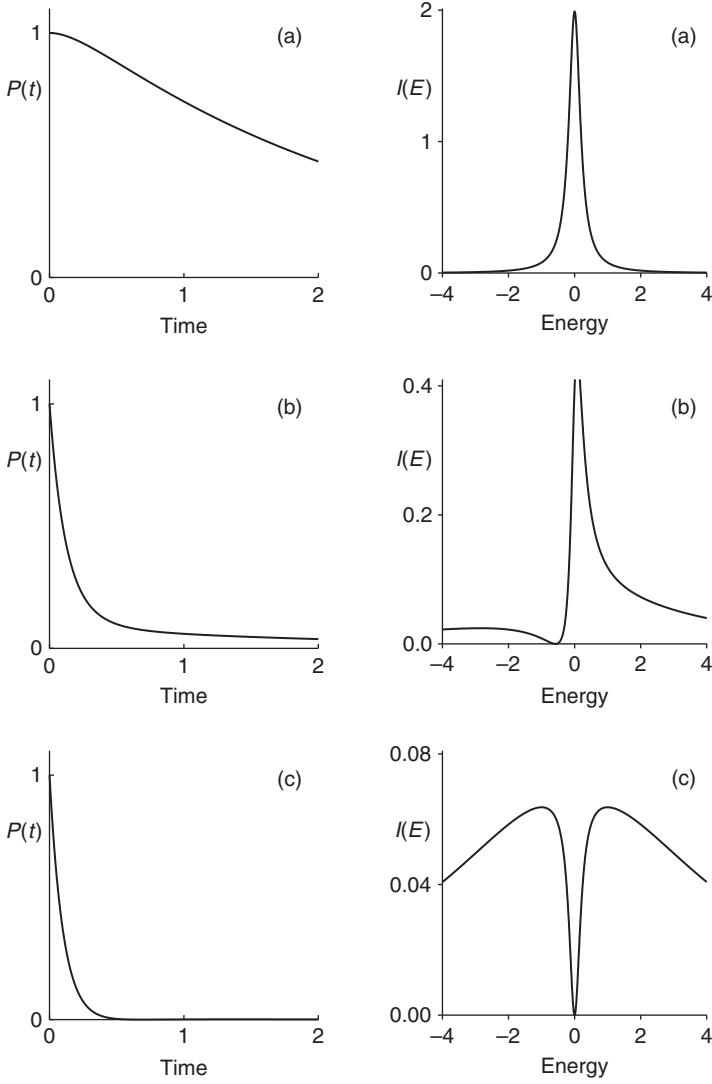 (a)
1
P(t)
0
0 1 2
Time
(a)
2
I(E)
1
0
–4 –2 0 2 4
Energy
(b)
1
P(t)
0
0 1 2
Time
(b)
0.4
I(E)
0.2
0.0
–4 –2 0 2 4
Energy
(c)
1
P(t)
0
0 1 2
Time
(c)
0.08
I(E)
0.04
0.00
–4 –2 0 2 4
Energy